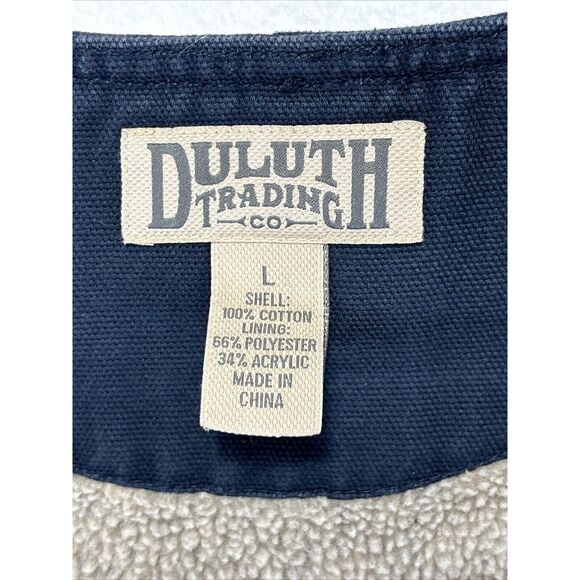 DULUTH
TRADING
CO
L
SHELL:
100% COTTON
LINING:
66% POLYESTER
34% ACRYLIC
MADE IN
CHINA